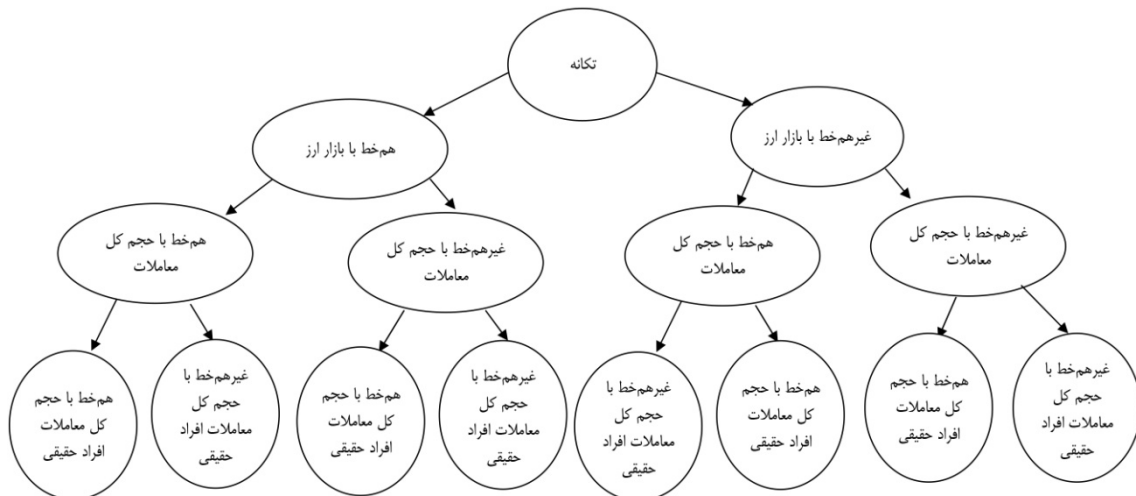 تکانه
غیرهم‌خط با بازار ارز
هم‌خط با بازار ارز
غیرهم‌خط با حجم کل
معاملات
هم‌خط با حجم کل
معاملات
غیرهم‌خط با حجم کل
معاملات
هم‌خط با حجم کل
معاملات
غیرهم‌خط با
حجم کل
معاملات افراد
حقیقی
هم‌خط با حجم
کل معاملات
افراد حقیقی
هم‌خط با حجم
کل معاملات
افراد حقیقی
غیرهم‌خط با
حجم کل
معاملات افراد
حقیقی
غیرهم‌خط با
حجم کل
معاملات افراد
حقیقی
هم‌خط با حجم
کل معاملات
افراد حقیقی
غیرهم‌خط با
حجم کل
معاملات افراد
حقیقی
هم‌خط با حجم
کل معاملات
افراد حقیقی